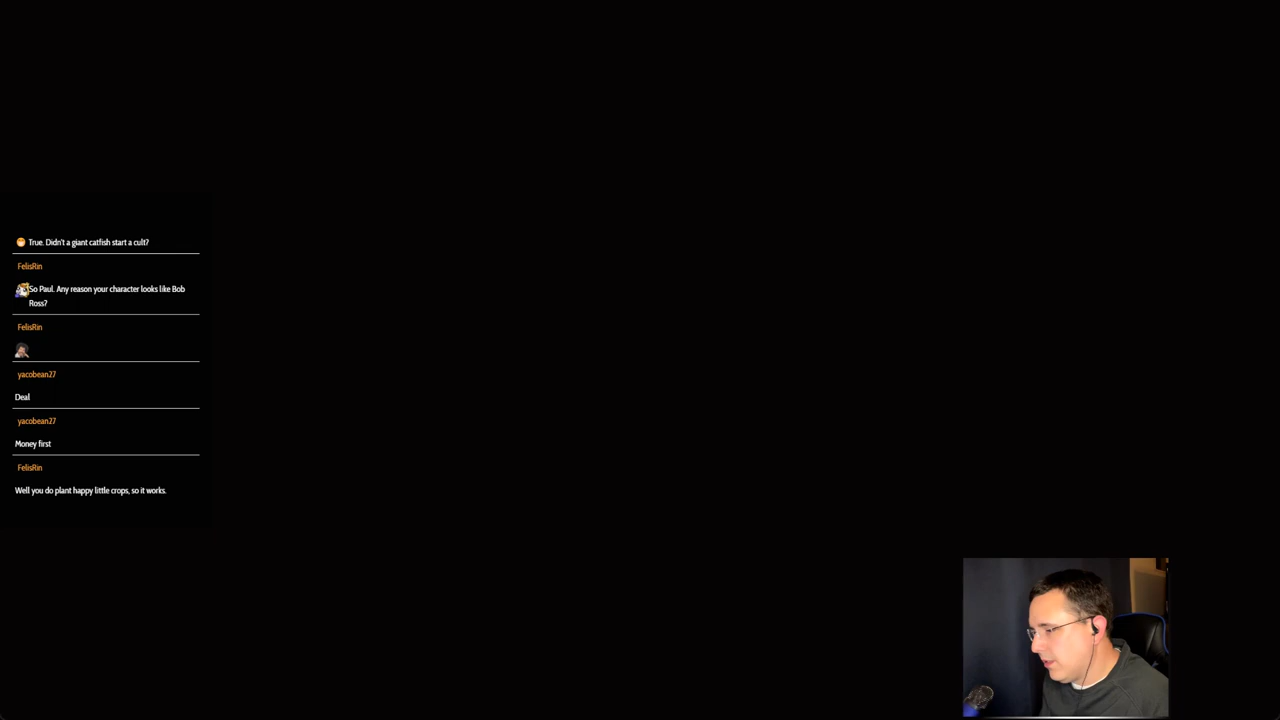 True. Didn't a giant catfish start a cult?
FelisRin
So Paul. Any reason your character looks like Bob
Ross?
FelisRin
yacobean27
Deal
yacobean27
Money first
FelisRin
Well you do plant happy little crops, so it works.